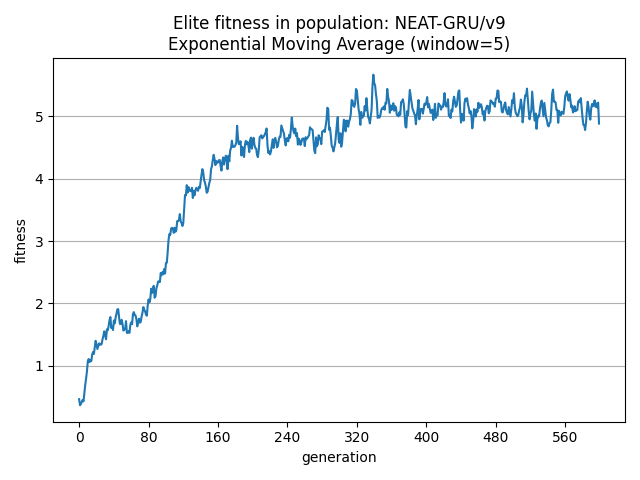 Elite fitness in population: NEAT-GRU/v9
Exponential Moving Average (window=5)
fitness
5
4
3
2
1
0 80 160 240 320 400 480 560
generation